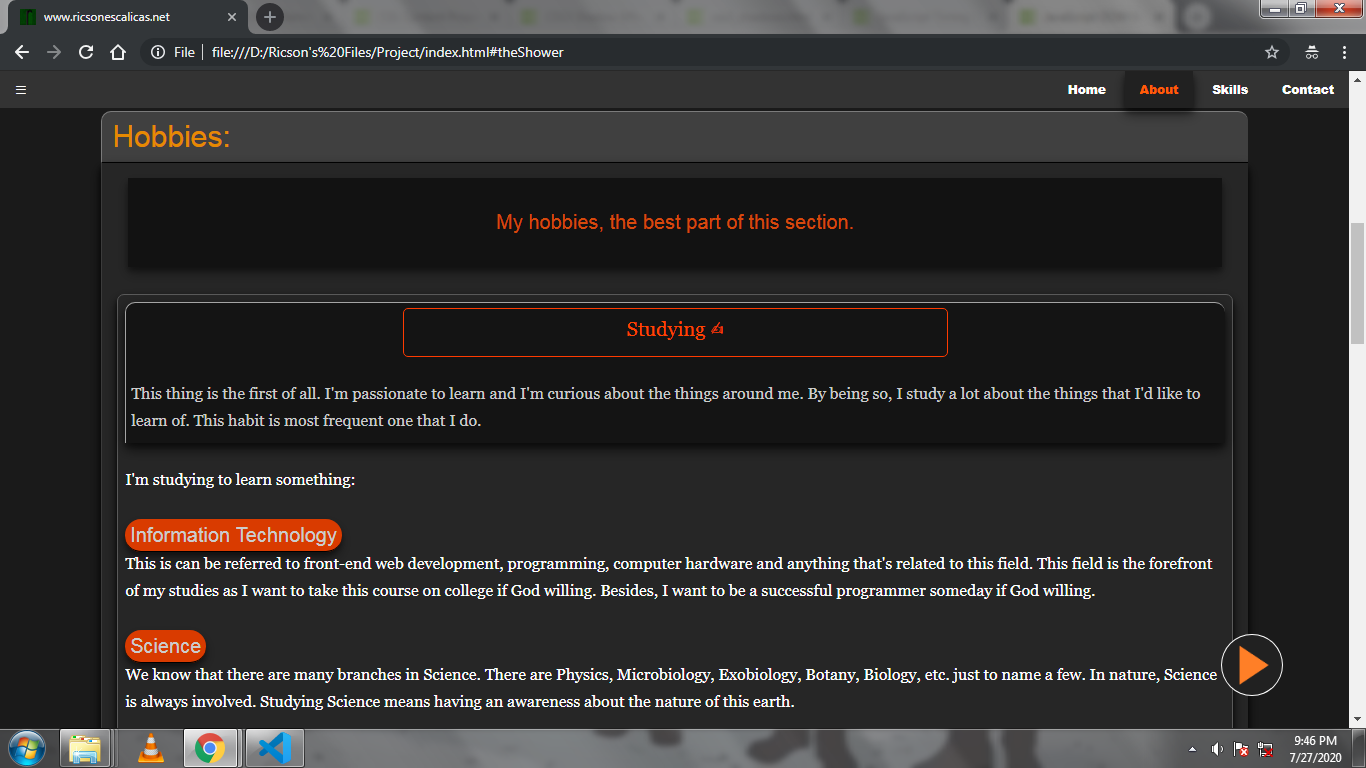 www.ricsonescalicas.net
File file:///D:/Ricson's%20Files/Project/index.html#theShower
Home About Skills Contact
Hobbies:
My hobbies, the best part of this section.
Studying ✍
This thing is the first of all. I'm passionate to learn and I'm curious about the things around me. By being so, I study a lot about the things that I'd like to
learn of. This habit is most frequent one that I do.
I'm studying to learn something:
Information Technology
This is can be referred to front-end web development, programming, computer hardware and anything that's related to this field. This field is the forefront
of my studies as I want to take this course on college if God willing. Besides, I want to be a successful programmer someday if God willing.
Science
We know that there are many branches in Science. There are Physics, Microbiology, Exobiology, Botany, Biology, etc. just to name a few. In nature, Science
is always involved. Studying Science means having an awareness about the nature of this earth.
9:46 PM
7/27/2020